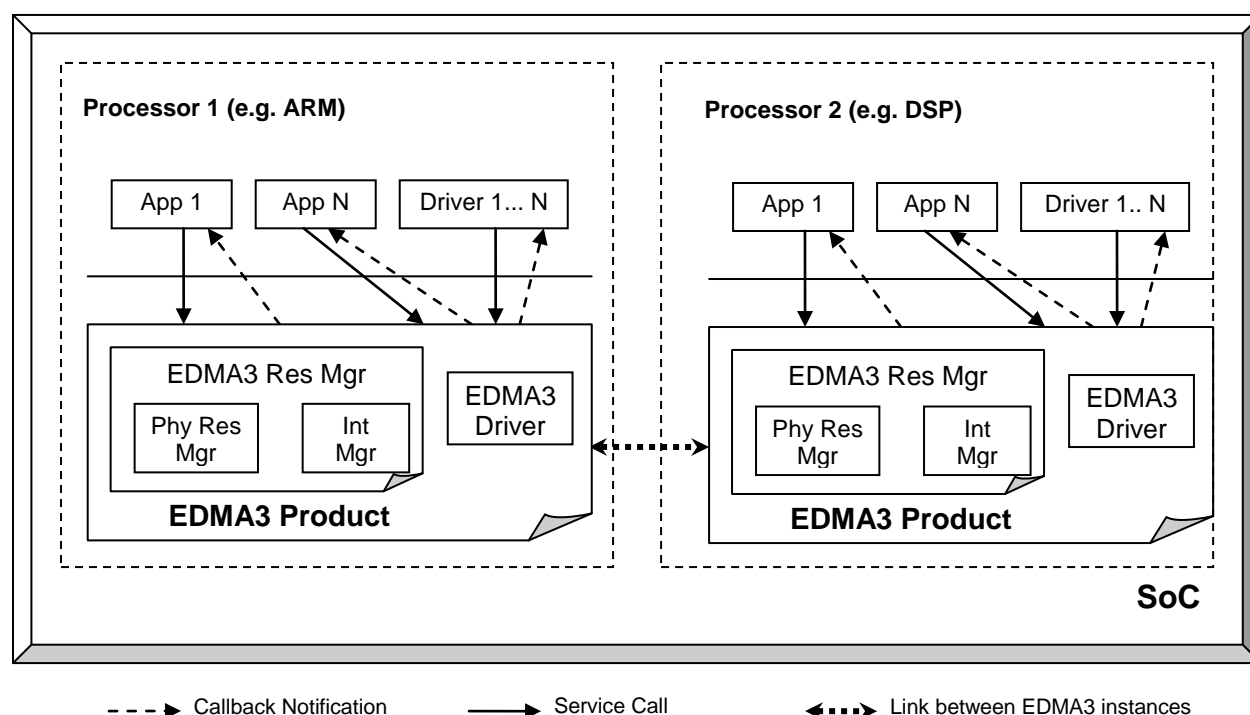 Processor 1 (e.g. ARM)
App 1
App N
Driver 1... N
EDMA3 Res Mgr
Phy Res
Mgr
Int
Mgr
EDMA3
Driver
EDMA3 Product
Processor 2 (e.g. DSP)
App 1
App N
Driver 1.. N
EDMA3 Res Mgr
Phy Res
Mgr
Int
Mgr
EDMA3
Driver
EDMA3 Product
SoC
Callback Notification
Service Call
Link between EDMA3 instances